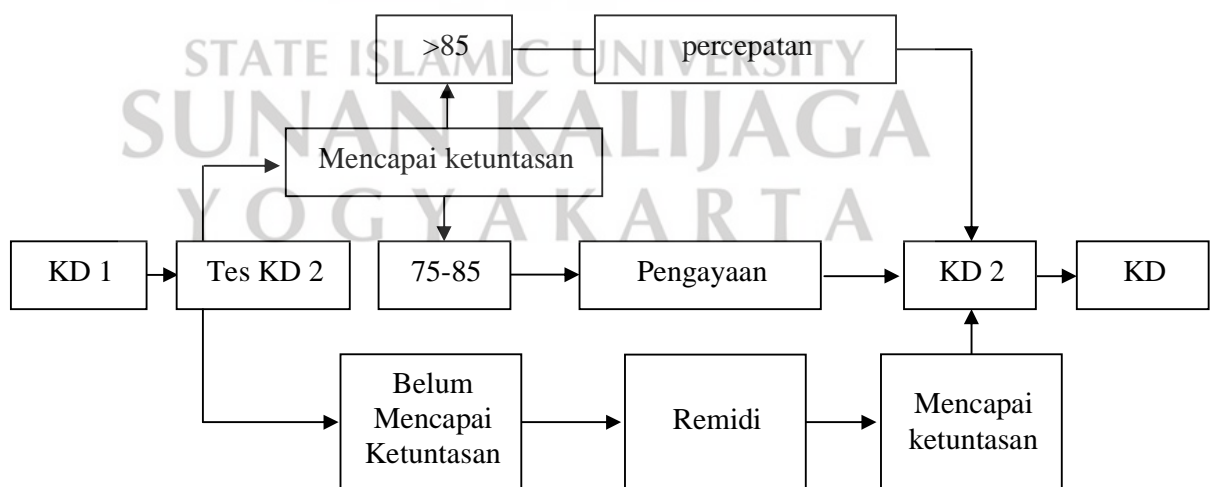 >85
percepatan
STATE ISLAMIC UNIVERSITY
SUNAN KALIJAGA
YOGYAKARTA
Mencapai ketuntasan
KD 1
Tes KD 2
75-85
Pengayaan
KD 2
KD
Belum
Mencapai
Ketuntasan
Remidi
Mencapai
ketuntasan